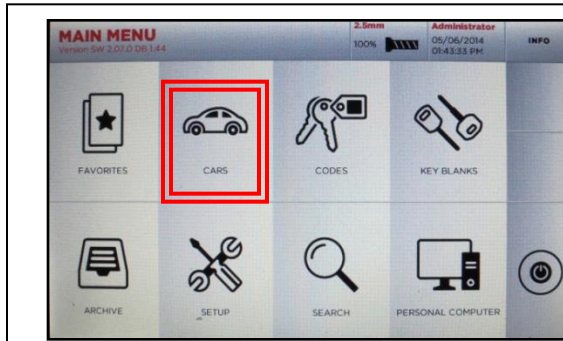 MAIN MENU
Version SW 2.07.0 DB 1.44
2.5mm
100%
Administrator
05/06/2014
01:43:33 PM
INFO
FAVORITES
CARS
CODES
KEY BLANKS
ARCHIVE
SETUP
SEARCH
PERSONAL COMPUTER